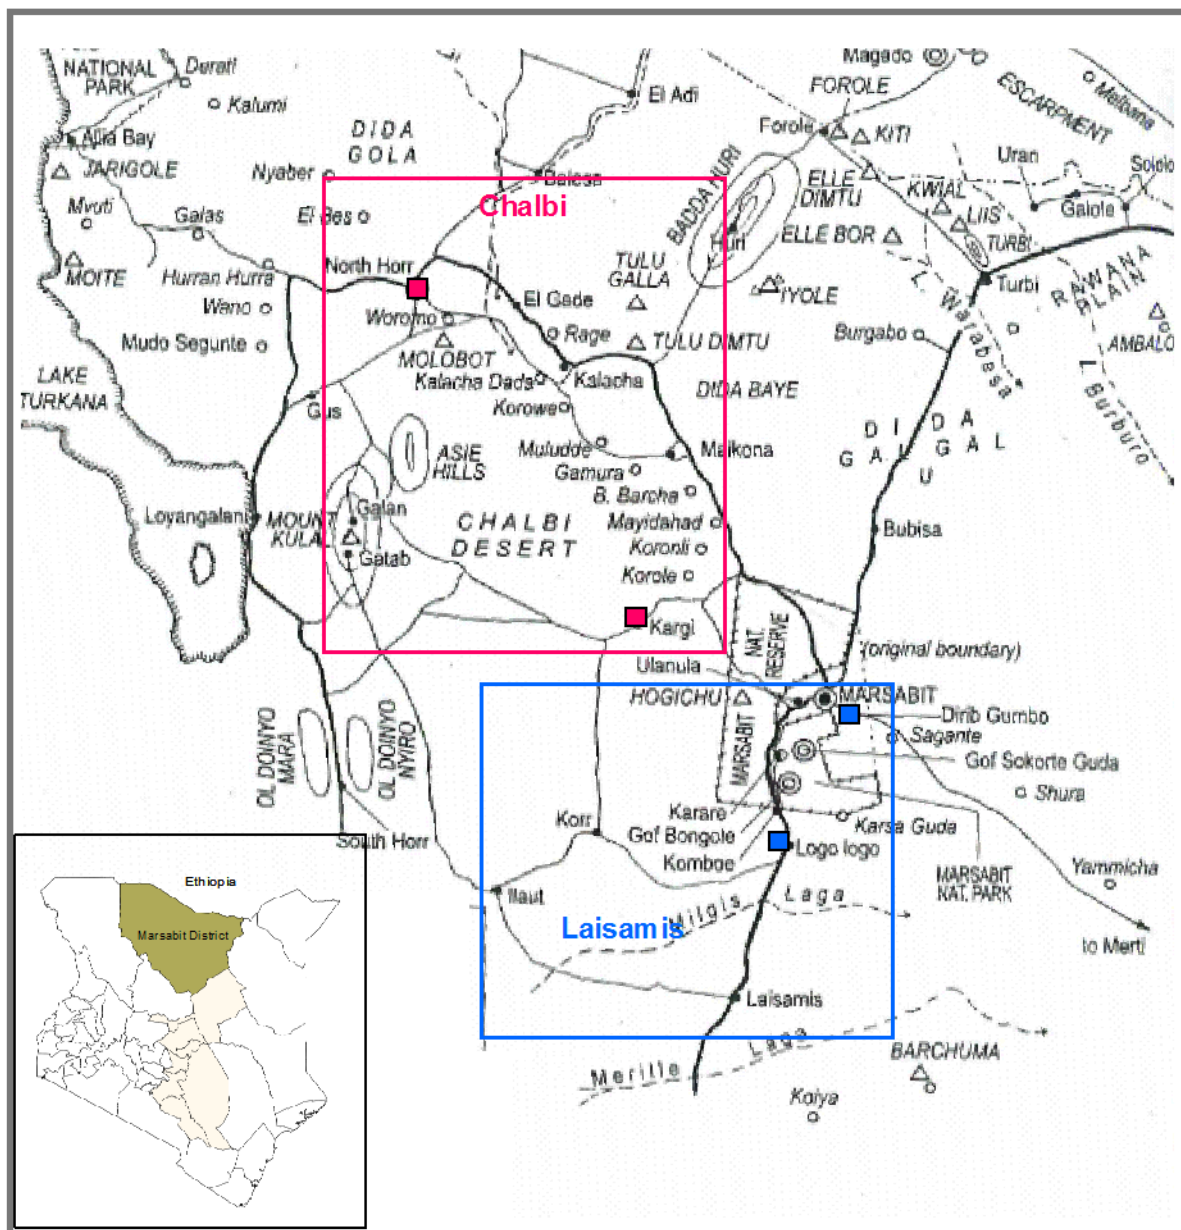 NATIONAL
PARK
Derati
Kalumi
El Adi
Magado
FOROLE
ESCARPMENT
Melbana
Allia Bay
JARIGOLE
DIDA
GOLA
Forole
KITI
Nyaber
Balesa
BADDA HURI
ELLE
DIMTU
KWIAL
Uran
Sololo
Mvuti
Galas
El Bes
Chalbi
Huri
ELLE BOR
LIIS
TURBI
Gaiole
MOITE
Hurran Hurra
North Horr
TULU
GALLA
IYOLE
L. Warabesa
Turbi
RAWANA
PLAIN
Wano
El Gade
Woromo
Rage
TULU DIMTU
Burgabo
AMBALO
Mudo Segunte
MOLOBOT
Kalacha Dads
Kalacha
DIDA BAYE
L. Burburo
LAKE
TURKANA
Gus
Korowe
DIDA
GALGAL
U
ASIE
HILLS
Muludde
Maikona
Gamura
B. Barcha
Loyangalani
MOUNT
KULAL
Galan
CHALBI
DESERT
Mayidahad
Bubisa
Gatab
Koronli
Korole
Kargi
NAT.
RESERVE
(original boundary)
Ulanula
HOGICHU
MARSABIT
MARSABIT
Dirib Gumbo
Sagante
OL DOINYO
MARA
OL DOINYO
NYIRO
Gof Sokorte Guda
Shura
Karare
Karsa Guda
South Horr
Korr
Gof Bongole
Komboe
Logo logo
MARSABIT
NAT. PARK
Yammicha
Ilaut
Milgis Laga
Laisamis
to Merti
Laisamis
Merille Laga
BARCHUMA
Koiya
Ethiopia
Marsabit District